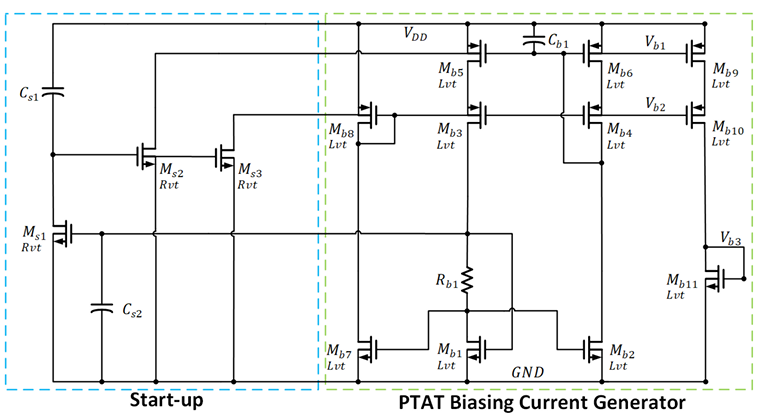 V_DD
C_b1
V_b1
M_b5
Lvt
M_b6
Lvt
M_b9
Lvt
C_s1
V_b2
M_b8
Lvt
M_b3
Lvt
M_b4
Lvt
M_b10
Lvt
M_s2
Rvt
M_s3
Rvt
M_s1
Rvt
V_b3
R_b1
M_b11
Lvt
C_s2
M_b7
Lvt
M_b1
Lvt
M_b2
Lvt
GND
Start-up
PTAT Biasing Current Generator